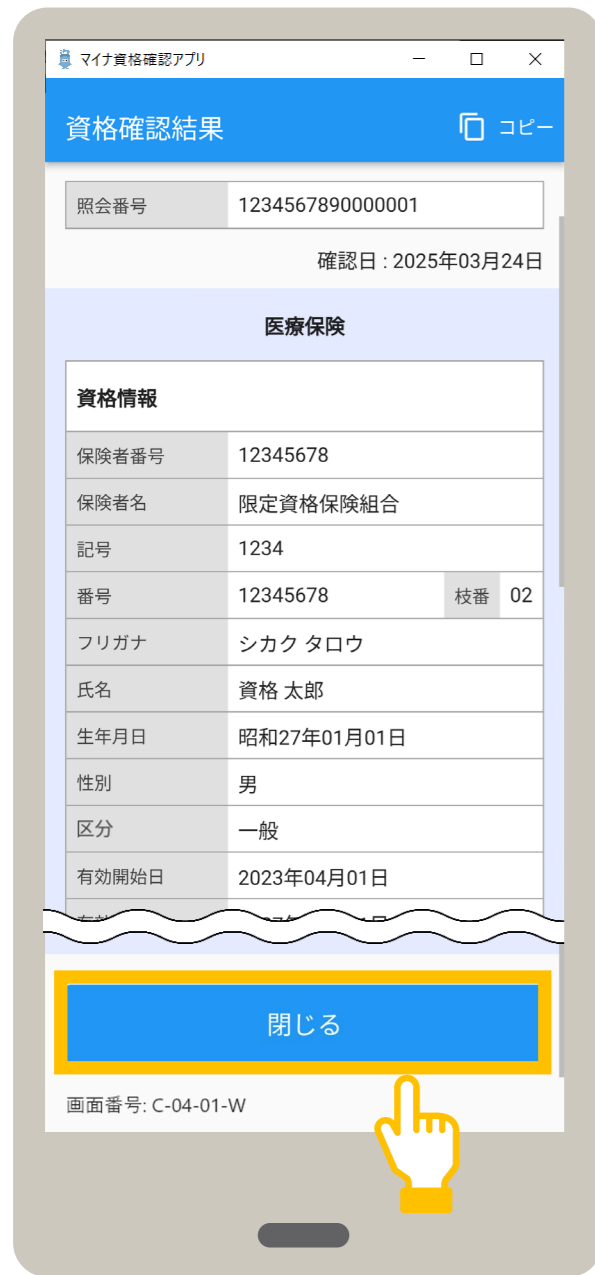 マイナ資格確認アプリ
資格確認結果 コピー
照会番号 1234567890000001
確認日 : 2025年03月24日
医療保険
資格情報
保険者番号 12345678
保険者名 限定資格保険組合
記号 1234
番号 12345678 枝番 02
フリガナ シカク タロウ
氏名 資格 太郎
生年月日 昭和27年01月01日
性別 男
区分 一般
有効開始日 2023年04月01日
閉じる
画面番号: C-04-01-W